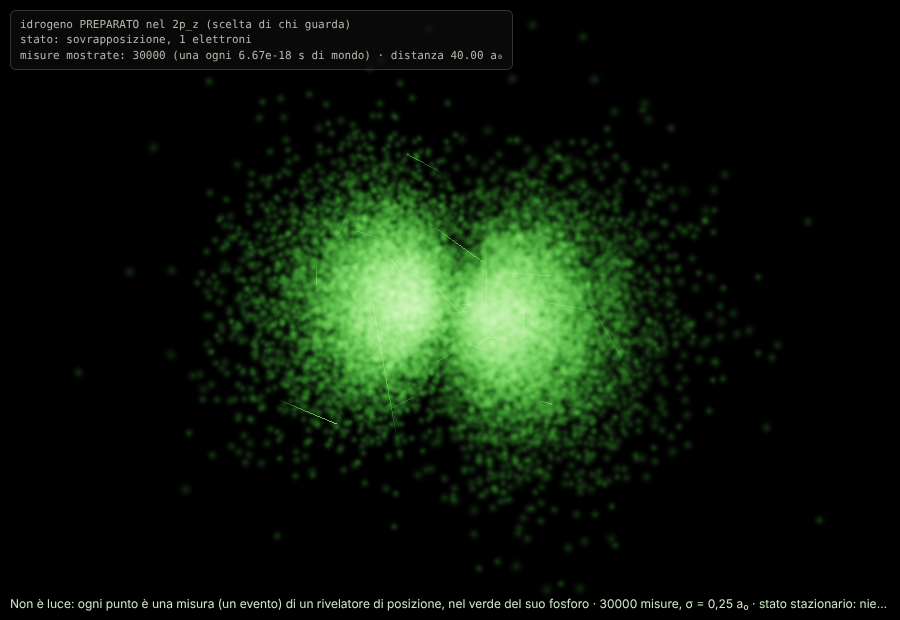 idrogeno PREPARATO nel 2p_z (scelta di chi guarda)
stato: sovrapposizione, 1 elettroni
misure mostrate: 30000 (una ogni 6.67e-18 s di mondo) · distanza 40.00 a₀
Non è luce: ogni punto è una misura (un evento) di un rivelatore di posizione, nel verde del suo fosforo · 30000 misure, σ = 0,25 a₀ · stato stazionario: nie…